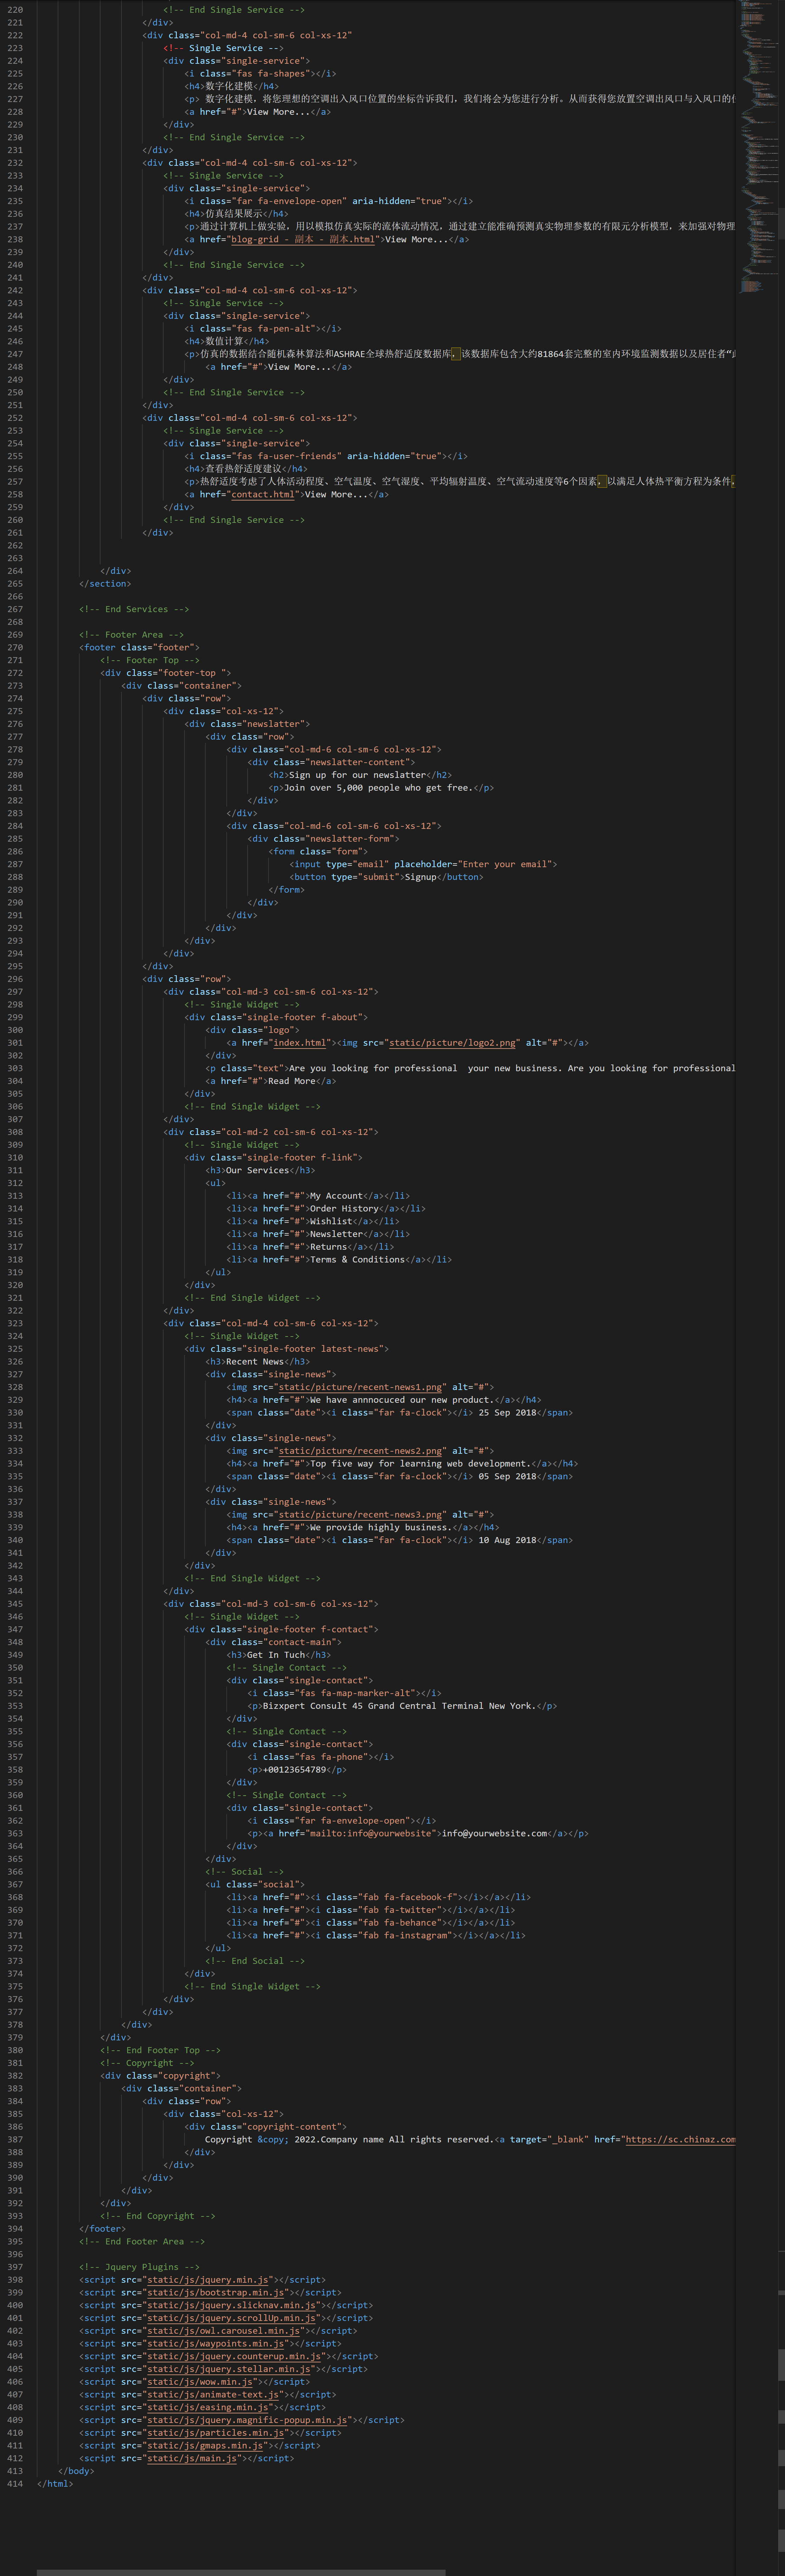 220 <!-- End Single Service -->
221 </div>
222 <div class="col-md-4 col-sm-6 col-xs-12"
223 <!-- Single Service -->
224 <div class="single-service">
225 <i class="fas fa-shapes"></i>
226 <h4>数字化建模</h4>
227 <p> 数字化建模，将您理想的空调出入风口位置的坐标告诉我们，我们将会为您进行分析。从而获得您放置空调出风口与入风口的
228 <a href="#">View More...</a>
229 </div>
230 <!-- End Single Service -->
231 </div>
232 <div class="col-md-4 col-sm-6 col-xs-12">
233 <!-- Single Service -->
234 <div class="single-service">
235 <i class="far fa-envelope-open" aria-hidden="true"></i>
236 <h4>仿真结果展示</h4>
237 <p>通过计算机上做实验，用以模拟仿真实际的流体流动情况，通过建立能准确预测真实物理参数的有限元分析模型，来加强对物理
238 <a href="blog-grid - 副本 - 副本.html">View More...</a>
239 </div>
240 <!-- End Single Service -->
241 </div>
242 <div class="col-md-4 col-sm-6 col-xs-12">
243 <!-- Single Service -->
244 <div class="single-service">
245 <i class="fas fa-pen-alt"></i>
246 <h4>数值计算</h4>
247 <p>仿真的数据结合随机森林算法和ASHRAE全球热舒适度数据库，该数据库包含大约81864套完整的室内环境监测数据以及居住者“
248 <a href="#">View More...</a>
249 </div>
250 <!-- End Single Service -->
251 </div>
252 <div class="col-md-4 col-sm-6 col-xs-12">
253 <!-- Single Service -->
254 <div class="single-service">
255 <i class="fas fa-user-friends" aria-hidden="true"></i>
256 <h4>查看热舒适度建议</h4>
257 <p>热舒适度考虑了人体活动程度、空气温度、空气湿度、平均辐射温度、空气流动速度等6个因素，以满足人体热平衡方程为条件，
258 <a href="contact.html">View More...</a>
259 </div>
260 <!-- End Single Service -->
261 </div>
262
263
264 </div>
265 </section>
266
267 <!-- End Services -->
268
269 <!-- Footer Area -->
270 <footer class="footer">
271 <!-- Footer Top -->
272 <div class="footer-top ">
273 <div class="container">
274 <div class="row">
275 <div class="col-xs-12">
276 <div class="newslatter">
277 <div class="row">
278 <div class="col-md-6 col-sm-6 col-xs-12">
279 <div class="newslatter-content">
280 <h2>Sign up for our newslatter</h2>
281 <p>Join over 5,000 people who get free.</p>
282 </div>
283 </div>
284 <div class="col-md-6 col-sm-6 col-xs-12">
285 <div class="newslatter-form">
286 <form class="form">
287 <input type="email" placeholder="Enter your email">
288 <button type="submit">Signup</button>
289 </form>
290 </div>
291 </div>
292 </div>
293 </div>
294 </div>
295 </div>
296 <div class="row">
297 <div class="col-md-3 col-sm-6 col-xs-12">
298 <!-- Single Widget -->
299 <div class="single-footer f-about">
300 <div class="logo">
301 <a href="index.html"><img src="static/picture/logo2.png" alt="#"></a>
302 </div>
303 <p class="text">Are you looking for professional  your new business. Are you looking for professional
304 <a href="#">Read More</a>
305 </div>
306 <!-- End Single Widget -->
307 </div>
308 <div class="col-md-2 col-sm-6 col-xs-12">
309 <!-- Single Widget -->
310 <div class="single-footer f-link">
311 <h3>Our Services</h3>
312 <ul>
313 <li><a href="#">My Account</a></li>
314 <li><a href="#">Order History</a></li>
315 <li><a href="#">Wishlist</a></li>
316 <li><a href="#">Newsletter</a></li>
317 <li><a href="#">Returns</a></li>
318 <li><a href="#">Terms & Conditions</a></li>
319 </ul>
320 </div>
321 <!-- End Single Widget -->
322 </div>
323 <div class="col-md-4 col-sm-6 col-xs-12">
324 <!-- Single Widget -->
325 <div class="single-footer latest-news">
326 <h3>Recent News</h3>
327 <div class="single-news">
328 <img src="static/picture/recent-news1.png" alt="#">
329 <h4><a href="#">We have annnocuced our new product.</a></h4>
330 <span class="date"><i class="far fa-clock"></i> 25 Sep 2018</span>
331 </div>
332 <div class="single-news">
333 <img src="static/picture/recent-news2.png" alt="#">
334 <h4><a href="#">Top five way for learning web development.</a></h4>
335 <span class="date"><i class="far fa-clock"></i> 05 Sep 2018</span>
336 </div>
337 <div class="single-news">
338 <img src="static/picture/recent-news3.png" alt="#">
339 <h4><a href="#">We provide highly business.</a></h4>
340 <span class="date"><i class="far fa-clock"></i> 10 Aug 2018</span>
341 </div>
342 </div>
343 <!-- End Single Widget -->
344 </div>
345 <div class="col-md-3 col-sm-6 col-xs-12">
346 <!-- Single Widget -->
347 <div class="single-footer f-contact">
348 <div class="contact-main">
349 <h3>Get In Tuch</h3>
350 <!-- Single Contact -->
351 <div class="single-contact">
352 <i class="fas fa-map-marker-alt"></i>
353 <p>Bizxpert Consult 45 Grand Central Terminal New York.</p>
354 </div>
355 <!-- Single Contact -->
356 <div class="single-contact">
357 <i class="fas fa-phone"></i>
358 <p>+00123654789</p>
359 </div>
360 <!-- Single Contact -->
361 <div class="single-contact">
362 <i class="far fa-envelope-open"></i>
363 <p><a href="mailto:info@yourwebsite">info@yourwebsite.com</a></p>
364 </div>
365 </div>
366 <!-- Social -->
367 <ul class="social">
368 <li><a href="#"><i class="fab fa-facebook-f"></i></a></li>
369 <li><a href="#"><i class="fab fa-twitter"></i></a></li>
370 <li><a href="#"><i class="fab fa-behance"></i></a></li>
371 <li><a href="#"><i class="fab fa-instagram"></i></a></li>
372 </ul>
373 <!-- End Social -->
374 </div>
375 <!-- End Single Widget -->
376 </div>
377 </div>
378 </div>
379 </div>
380 <!-- End Footer Top -->
381 <!-- Copyright -->
382 <div class="copyright">
383 <div class="container">
384 <div class="row">
385 <div class="col-xs-12">
386 <div class="copyright-content">
387 Copyright &copy; 2022.Company name All rights reserved.<a target="_blank" href="https://sc.chinaz.com
388 </div>
389 </div>
390 </div>
391 </div>
392 </div>
393 <!-- End Copyright -->
394 </footer>
395 <!-- End Footer Area -->
396
397 <!-- Jquery Plugins -->
398 <script src="static/js/jquery.min.js"></script>
399 <script src="static/js/bootstrap.min.js"></script>
400 <script src="static/js/jquery.slicknav.min.js"></script>
401 <script src="static/js/jquery.scrollUp.min.js"></script>
402 <script src="static/js/owl.carousel.min.js"></script>
403 <script src="static/js/waypoints.min.js"></script>
404 <script src="static/js/jquery.counterup.min.js"></script>
405 <script src="static/js/jquery.stellar.min.js"></script>
406 <script src="static/js/wow.min.js"></script>
407 <script src="static/js/animate-text.js"></script>
408 <script src="static/js/easing.min.js"></script>
409 <script src="static/js/jquery.magnific-popup.min.js"></script>
410 <script src="static/js/particles.min.js"></script>
411 <script src="static/js/gmaps.min.js"></script>
412 <script src="static/js/main.js"></script>
413 </body>
414 </html>